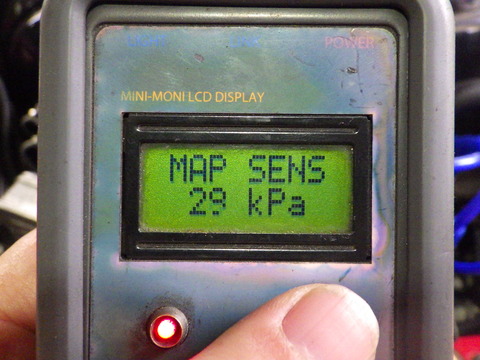 POWER
MINI-MONI LCD DISPLAY
MAP SENS
29 kPa